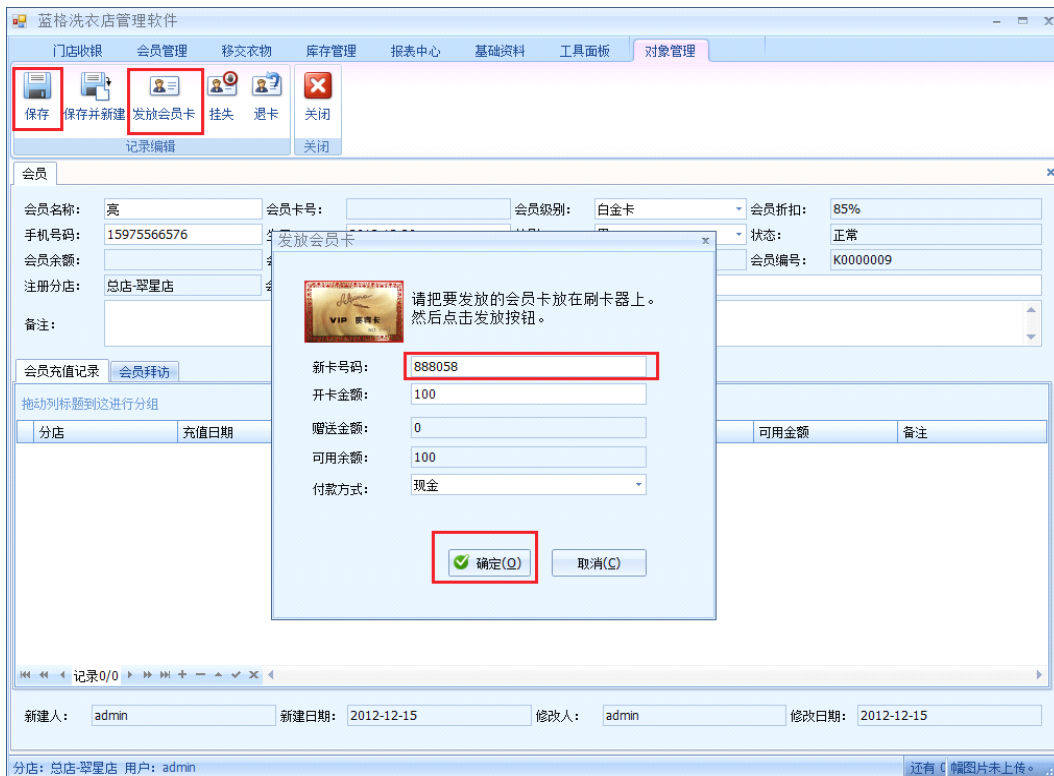 蓝格洗衣店管理软件
门店收银 会员管理 移交衣物 库存管理 报表中心 基础资料 工具面板 对象管理
保存 保存并新建 发放会员卡 挂失 退卡 关闭
记录编辑 关闭
会员
会员名称： 亮 会员卡号： 会员级别： 白金卡 会员折扣： 85%
手机号码： 15975566576 状态： 正常
会员余额： 会员编号： K0000009
注册分店： 总店-翠星店
备注：
发放会员卡
VIP
请把要发放的会员卡放在刷卡器上。
然后点击发放按钮。
新卡号码： 888058
开卡金额： 100
赠送金额： 0
可用余额： 100
付款方式： 现金
确定(O) 取消(C)
会员充值记录 会员拜访
拖动列标题到这进行分组
分店 充值日期 可用金额 备注
记录0/0
新建人： admin 新建日期： 2012-12-15 修改人： admin 修改日期： 2012-12-15
分店：总店-翠星店 用户：admin 还有 0 幅图片未上传。